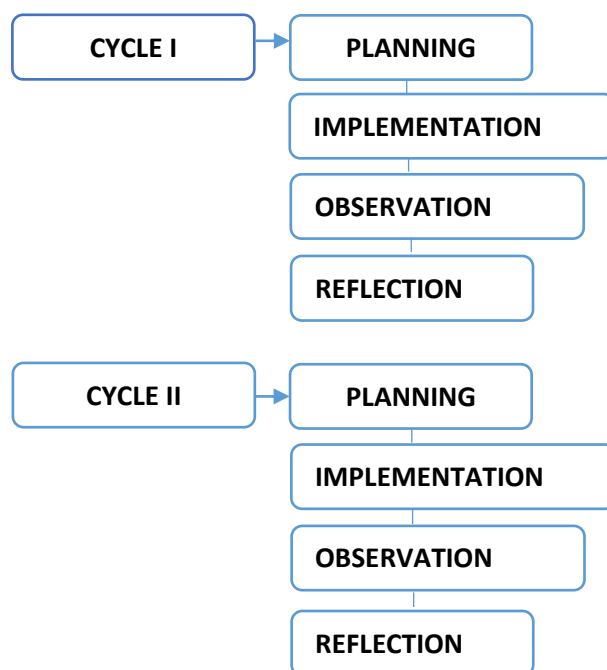 CYCLE I
PLANNING
IMPLEMENTATION
OBSERVATION
REFLECTION
CYCLE II
PLANNING
IMPLEMENTATION
OBSERVATION
REFLECTION